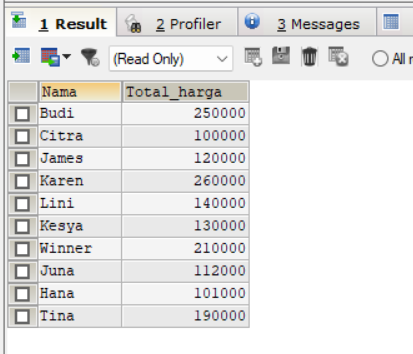 1 Result 2 Profiler 3 Messages
(Read Only) All r
Nama Total_harga
Budi 250000
Citra 100000
James 120000
Karen 260000
Lini 140000
Kesya 130000
Winner 210000
Juna 112000
Hana 101000
Tina 190000